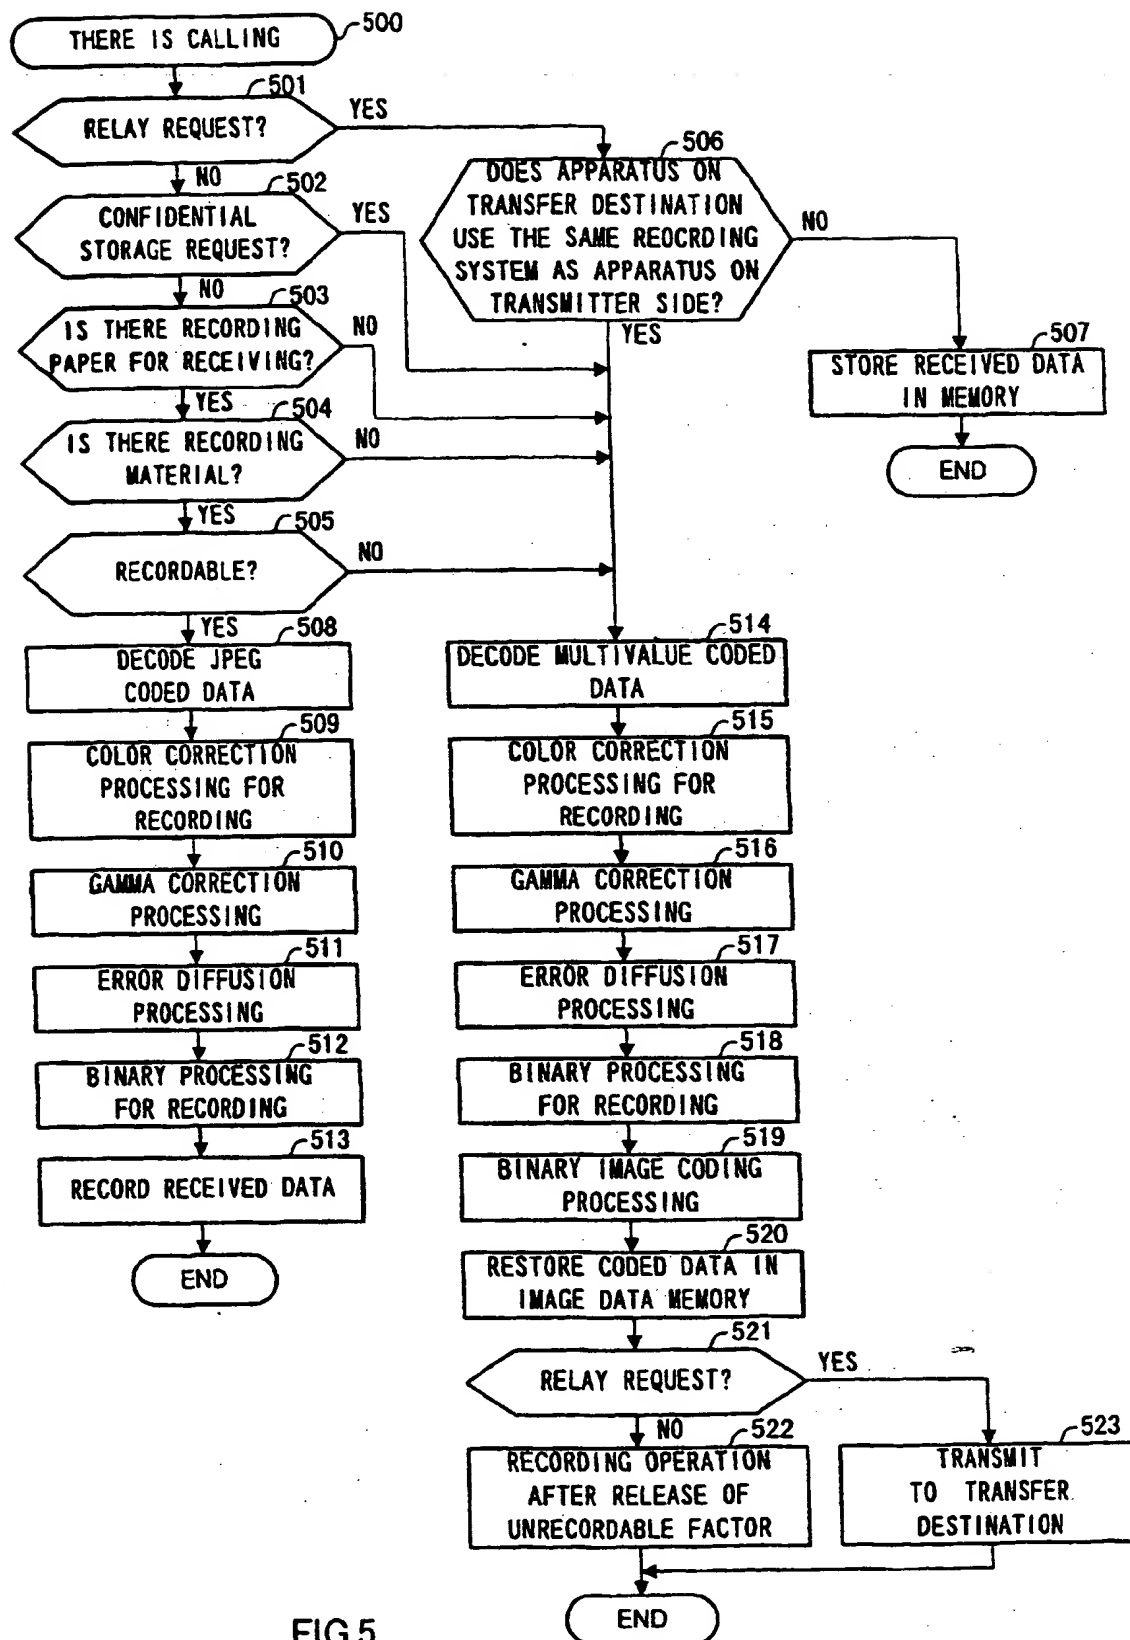 THERE IS CALLING
500
501
RELAY REQUEST?
YES
NO
502
CONFIDENTIAL
STORAGE REQUEST?
YES
NO
503
IS THERE RECORDING
PAPER FOR RECEIVING?
NO
YES
504
IS THERE RECORDING
MATERIAL?
NO
YES
505
RECORDABLE?
NO
YES
506
DOES APPARATUS ON
TRANSFER DESTINATION
USE THE SAME REOCRDING
SYSTEM AS APPARATUS ON
TRANSMITTER SIDE?
NO
YES
507
STORE RECEIVED DATA
IN MEMORY
END
508
DECODE JPEG
CODED DATA
509
COLOR CORRECTION
PROCESSING FOR
RECORDING
510
GAMMA CORRECTION
PROCESSING
511
ERROR DIFFUSION
PROCESSING
512
BINARY PROCESSING
FOR RECORDING
513
RECORD RECEIVED DATA
END
514
DECODE MULTIVALUE CODED
DATA
515
COLOR CORRECTION
PROCESSING FOR
RECORDING
516
GAMMA CORRECTION
PROCESSING
517
ERROR DIFFUSION
PROCESSING
518
BINARY PROCESSING
FOR RECORDING
519
BINARY IMAGE CODING
PROCESSING
520
RESTORE CODED DATA IN
IMAGE DATA MEMORY
521
RELAY REQUEST?
YES
NO
522
RECORDING OPERATION
AFTER RELEASE OF
UNRECORDABLE FACTOR
523
TRANSMIT
TO TRANSFER
DESTINATION
END
FIG.5